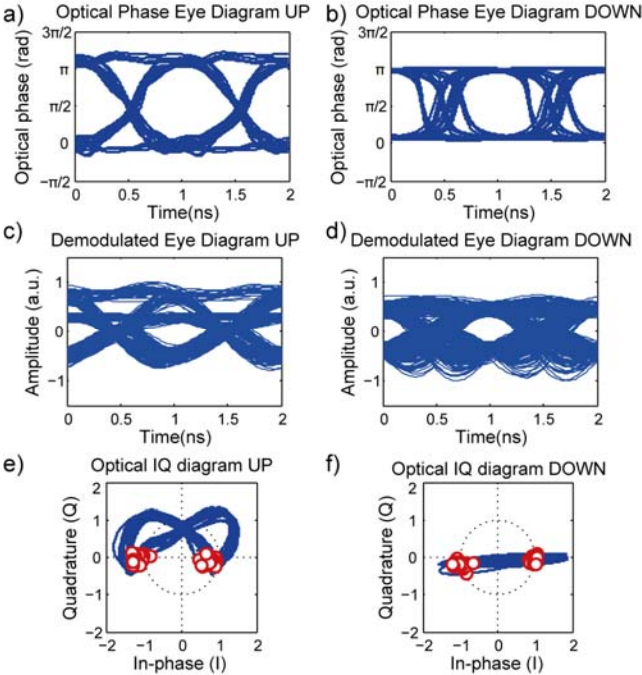 a) Optical Phase Eye Diagram UP
Optical phase (rad)
3π/2
π
π/2
0
−π/2
0 0.5 1 1.5 2
Time(ns)
b) Optical Phase Eye Diagram DOWN
Optical phase (rad)
3π/2
π
π/2
0
−π/2
0 0.5 1 1.5 2
Time(ns)
c) Demodulated Eye Diagram UP
Amplitude (a.u.)
1
0
−1
0 0.5 1 1.5 2
Time(ns)
d) Demodulated Eye Diagram DOWN
Amplitude (a.u.)
1
0
−1
0 0.5 1 1.5 2
Time(ns)
e) Optical IQ diagram UP
Quadrature (Q)
2
1
0
−1
−2
−2 −1 0 1 2
In-phase (I)
f) Optical IQ diagram DOWN
Quadrature (Q)
2
1
0
−1
−2
−2 −1 0 1 2
In-phase (I)